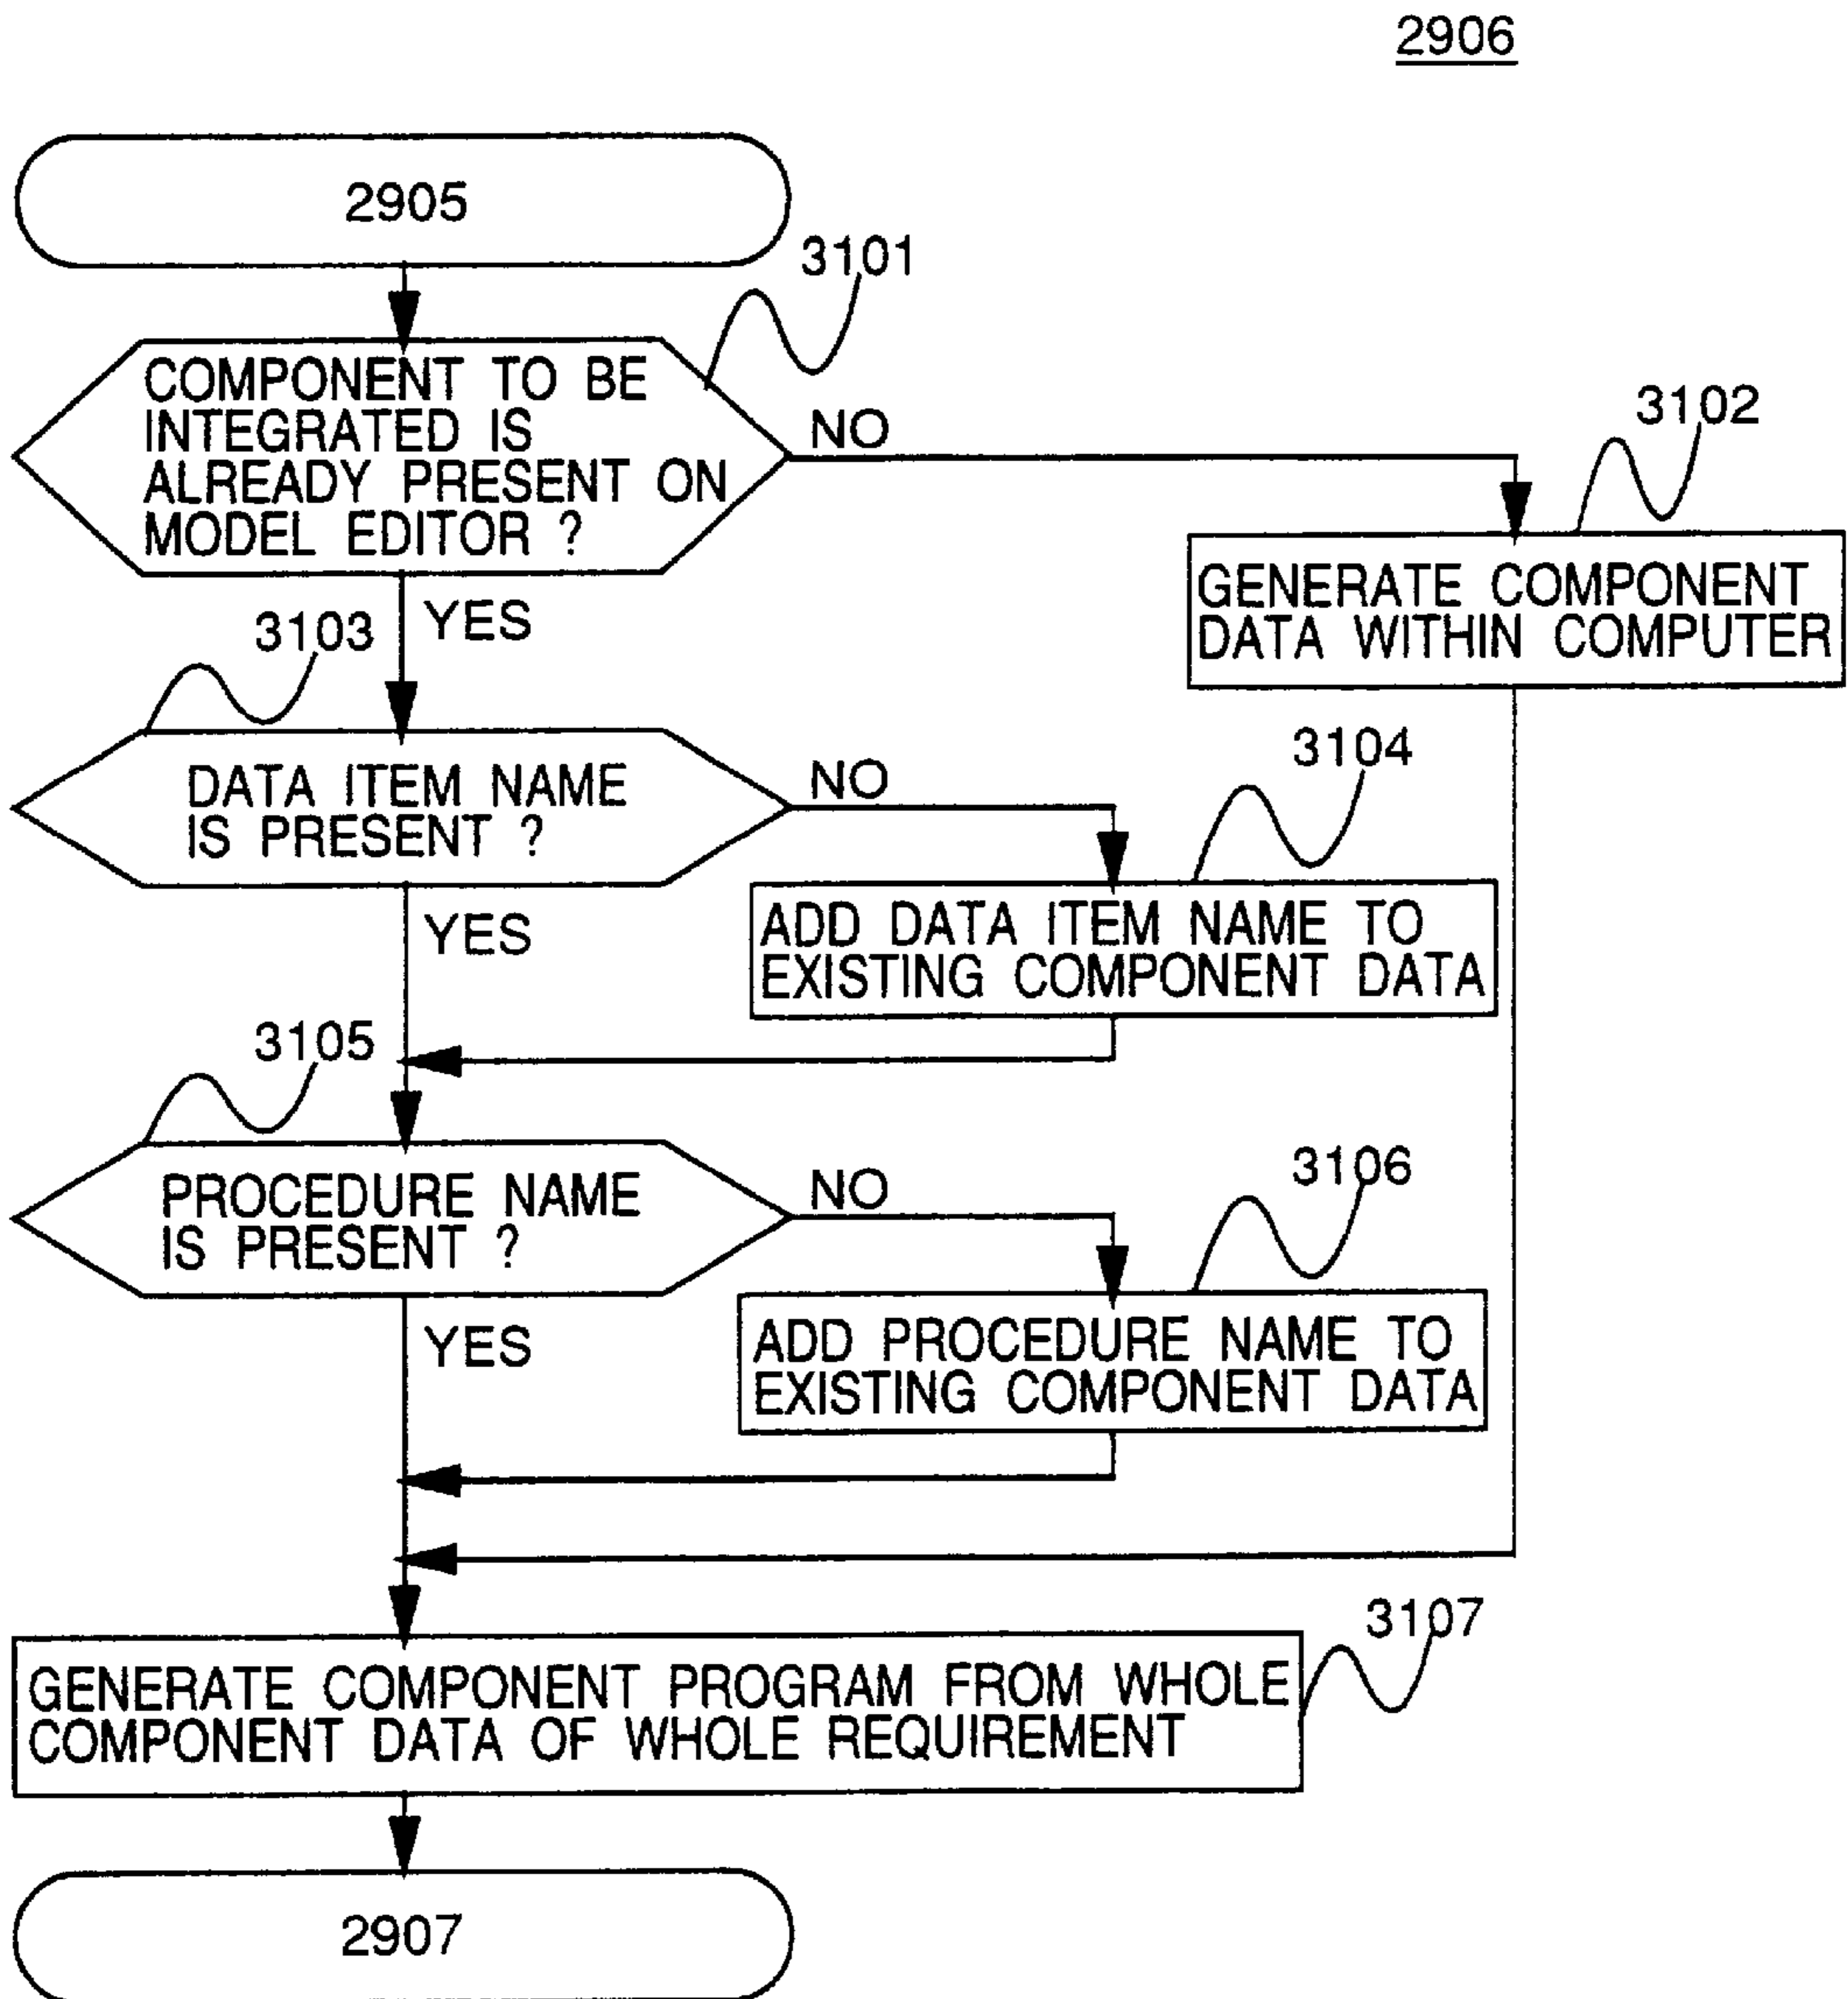 2906
2905
3101
COMPONENT TO BE
INTEGRATED IS
ALREADY PRESENT ON
MODEL EDITOR ?
NO
3102
GENERATE COMPONENT
DATA WITHIN COMPUTER
YES
3103
DATA ITEM NAME
IS PRESENT ?
NO
3104
ADD DATA ITEM NAME TO
EXISTING COMPONENT DATA
YES
3105
PROCEDURE NAME
IS PRESENT ?
NO
3106
ADD PROCEDURE NAME TO
EXISTING COMPONENT DATA
YES
3107
GENERATE COMPONENT PROGRAM FROM WHOLE
COMPONENT DATA OF WHOLE REQUIREMENT
2907